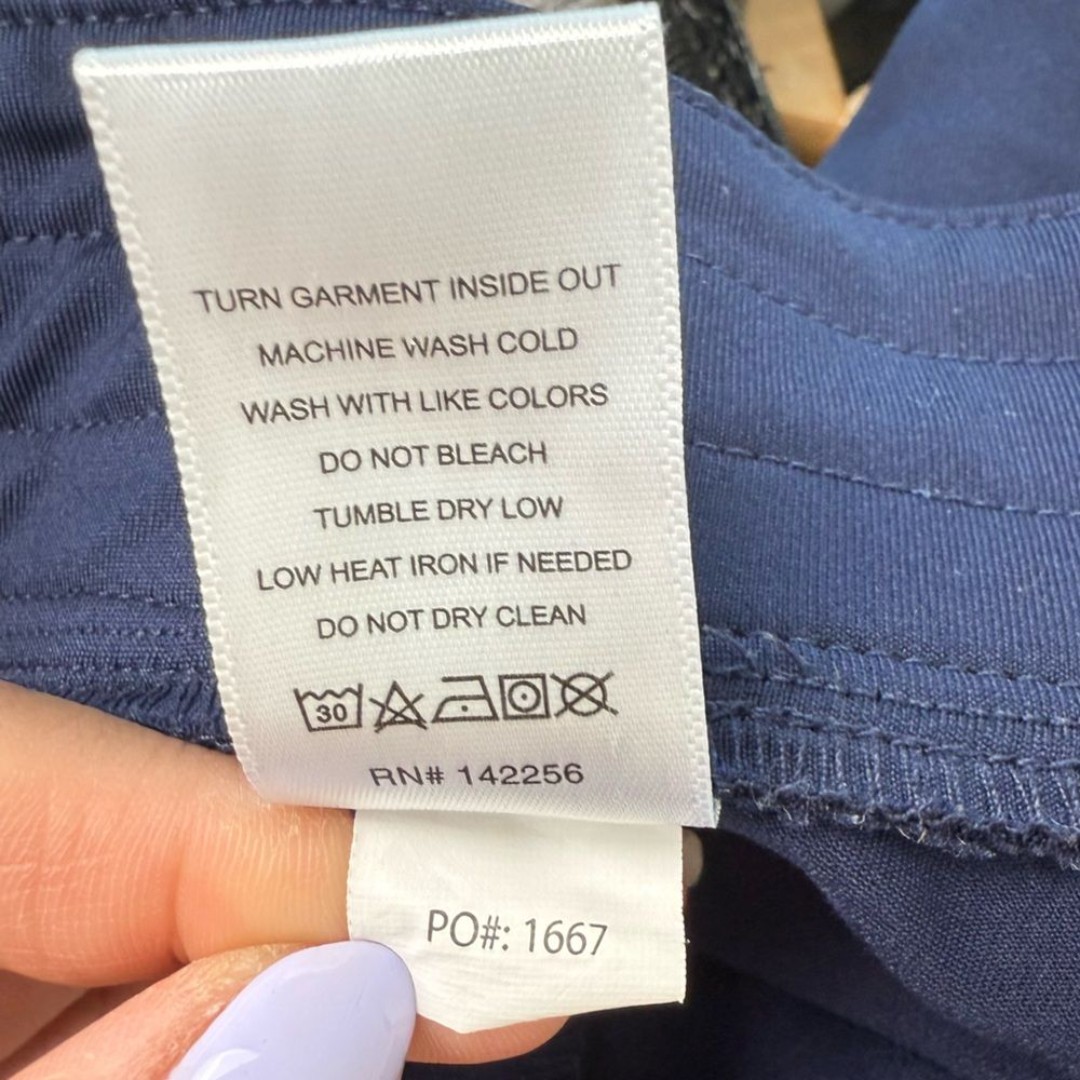 TURN GARMENT INSIDE OUT
MACHINE WASH COLD
WASH WITH LIKE COLORS
DO NOT BLEACH
TUMBLE DRY LOW
LOW HEAT IRON IF NEEDED
DO NOT DRY CLEAN
30
RN# 142256
PO#: 1667